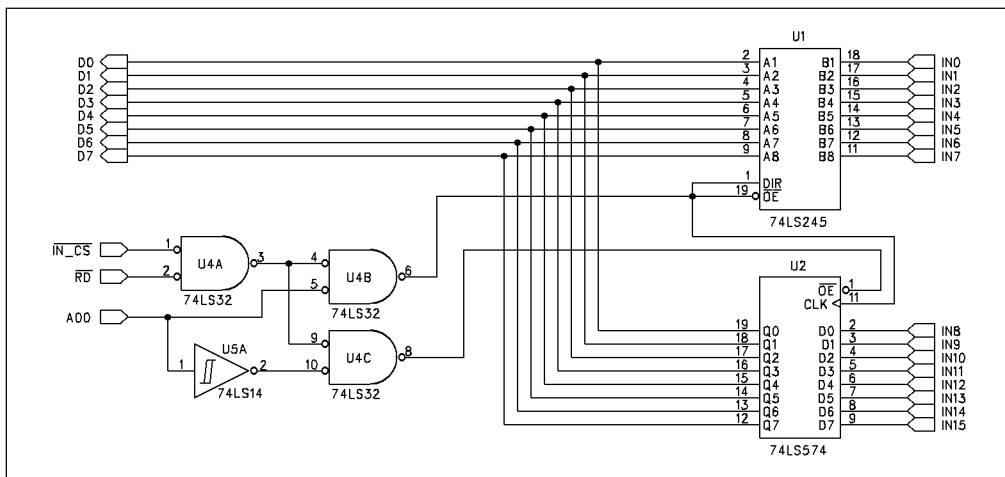 U1
D0 2 A1 B1 18 IN0
D1 3 A2 B2 17 IN1
D2 4 A3 B3 16 IN2
D3 5 A4 B4 15 IN3
D4 6 A5 B5 14 IN4
D5 7 A6 B6 13 IN5
D6 8 A7 B7 12 IN6
D7 9 A8 B8 11 IN7
1 DIR
19 OE
74LS245
IN_CS 1
U4A 3
RD 2
74LS32
4 U4B 6
5
74LS32
A00
U2
OE 1
CLK 11
9 U4C 8
10
74LS32
U5A
1 2
74LS14
19 Q0 D0 2 IN8
18 Q1 D1 3 IN9
17 Q2 D2 4 IN10
16 Q3 D3 5 IN11
15 Q4 D4 6 IN12
14 Q5 D5 7 IN13
13 Q6 D6 8 IN14
12 Q7 D7 9 IN15
74LS574